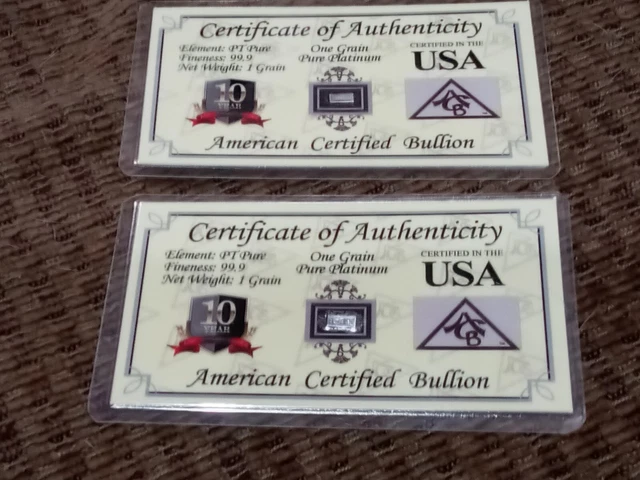 Certificate of Authenticity
Element: PT Pure
Fineness: 99.9
Net Weight: 1 Grain
One Grain
Pure Platinum
CERTIFIED IN THE
USA
10
YEAR
ACB
American Certified Bullion
Certificate of Authenticity
Element: PT Pure
Fineness: 99.9
Net Weight: 1 Grain
One Grain
Pure Platinum
CERTIFIED IN THE
USA
10
YEAR
ACB
American Certified Bullion